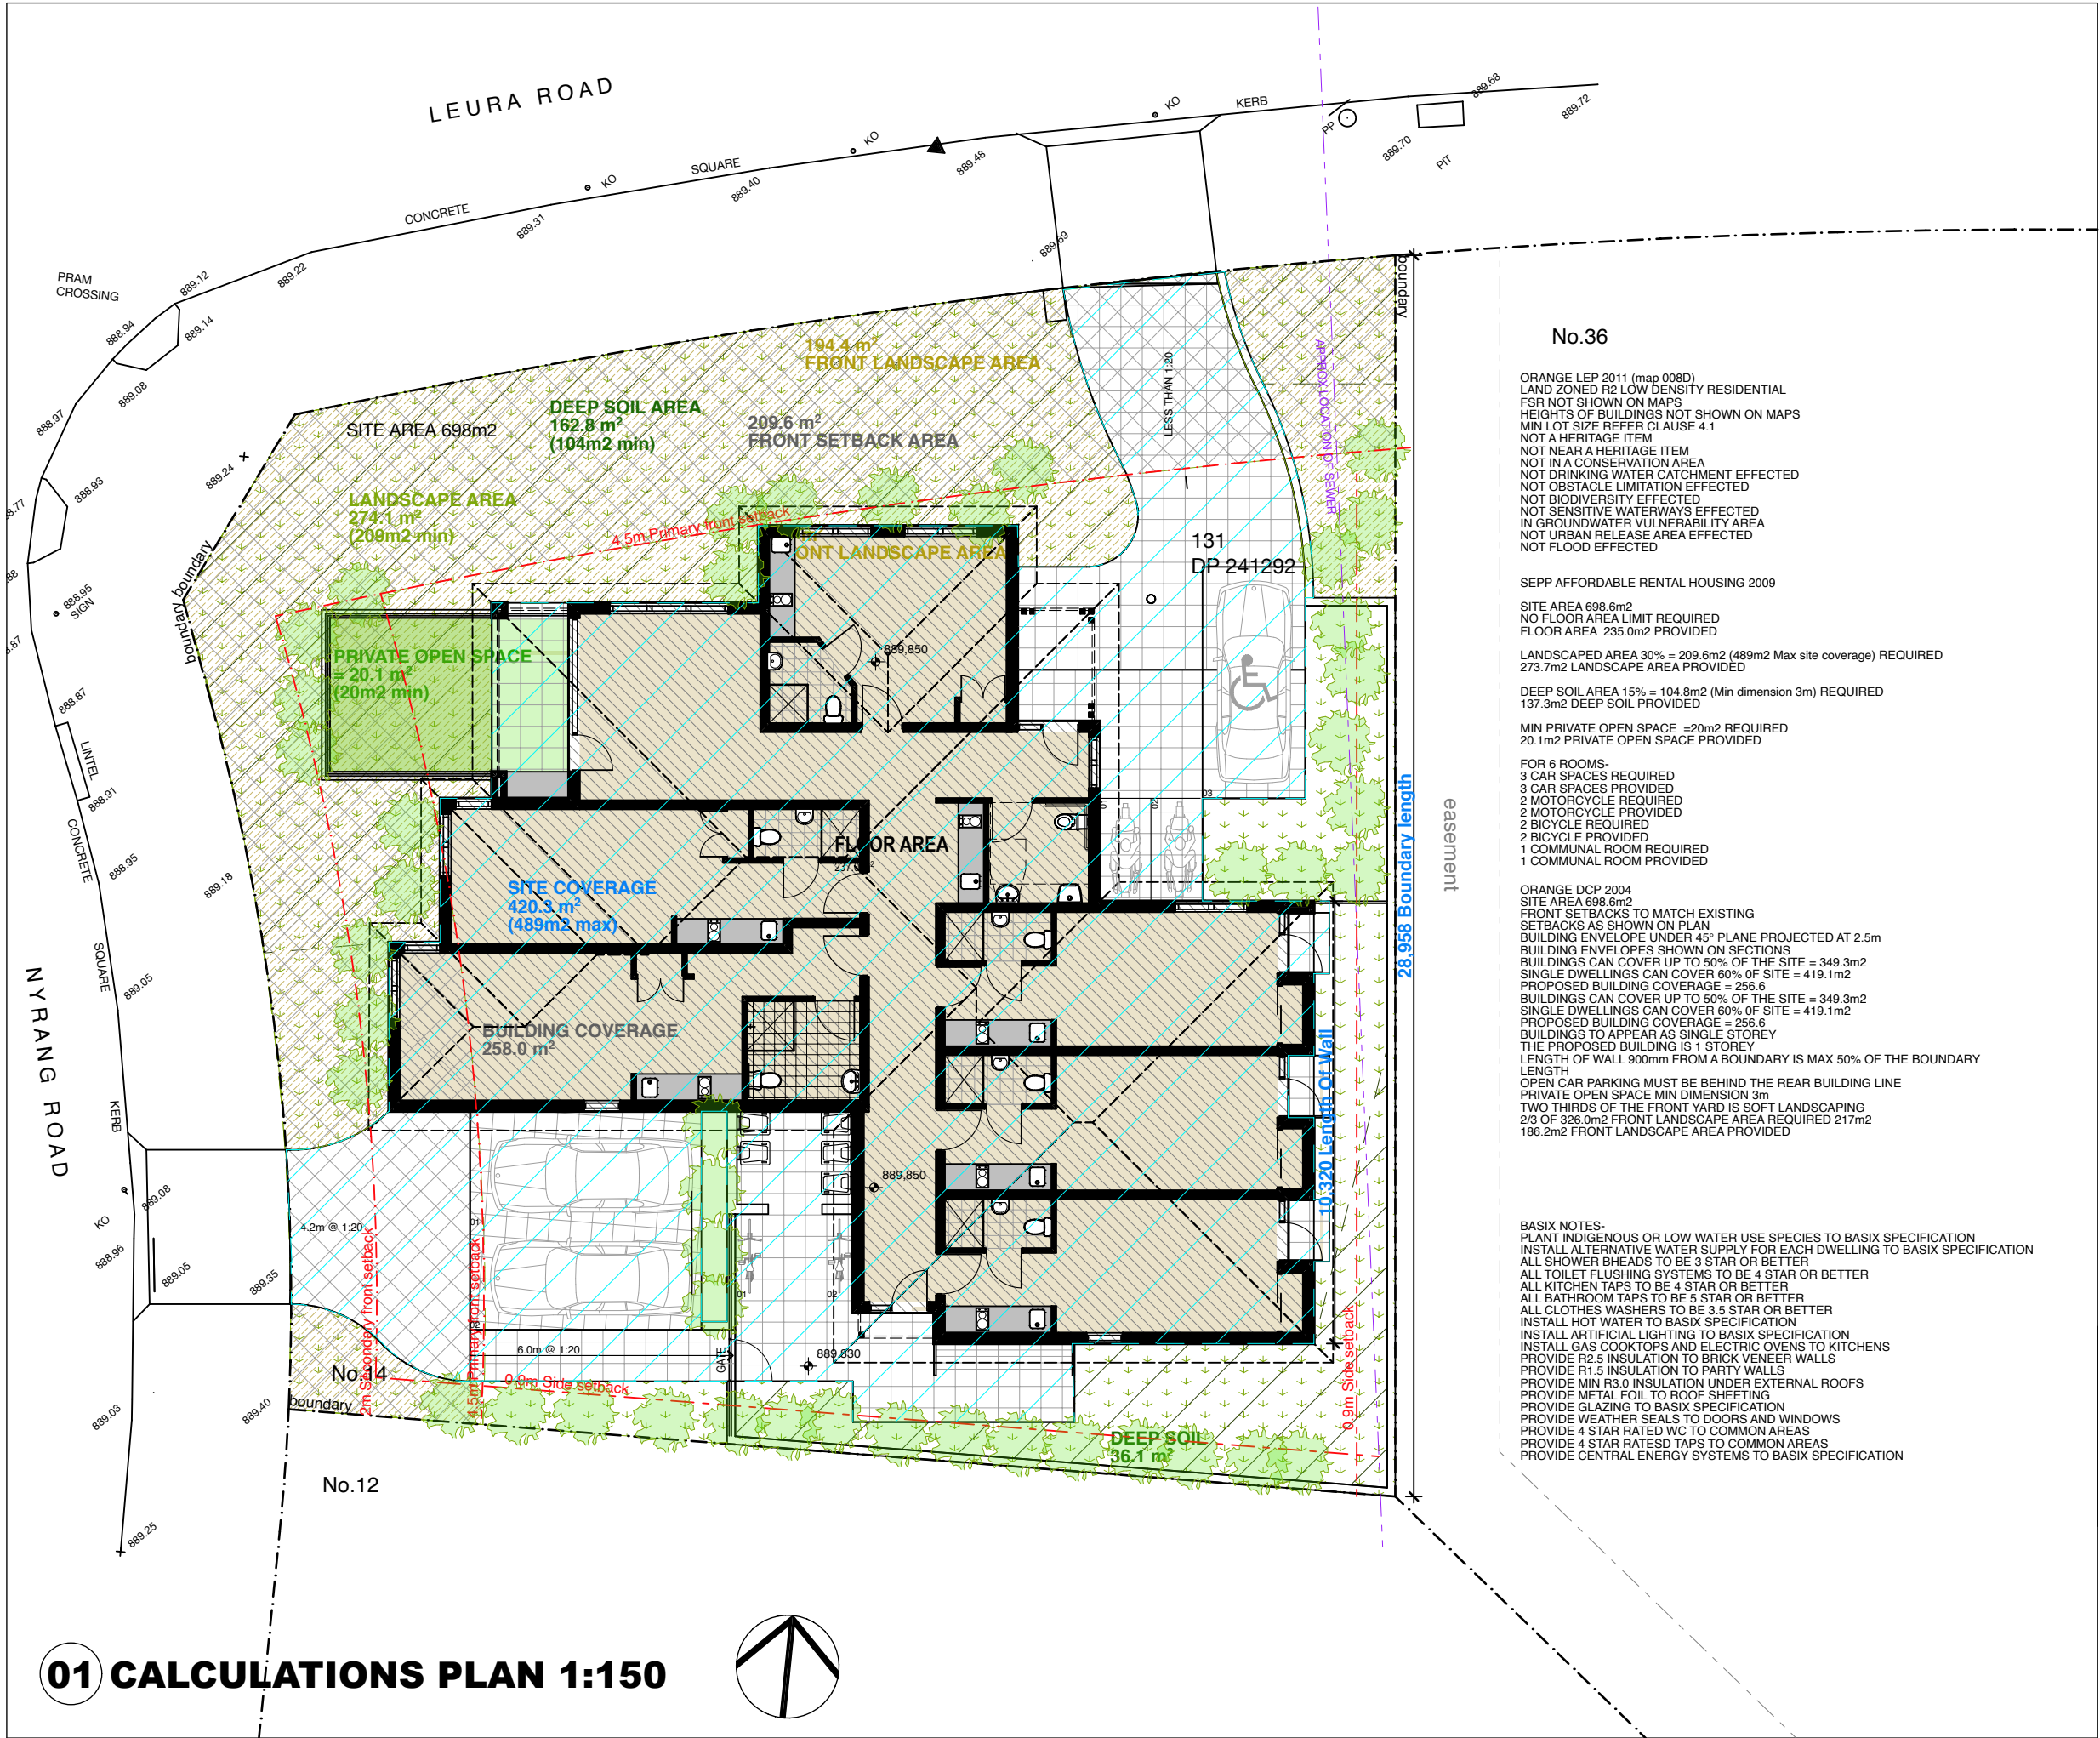 LEURA ROAD
KO
KERB
889.68
889.72
PP
889.70
PIT
KO
SQUARE
889.40
889.48
KO
CONCRETE
889.31
889.69
PRAM
CROSSING
889.12
889.22
888.94
889.14
889.08
888.97
889.24
888.93
888.95
SIGN
888.87
LINTEL
888.91
CONCRETE
888.95
889.18
SQUARE
889.05
NYRANG ROAD
KERB
889.08
KO
888.96
889.05
889.35
889.03
889.40
889.25
boundary
boundary
boundary
boundary
194.4 m²
FRONT LANDSCAPE AREA
DEEP SOIL AREA
162.8 m²
(104m2 min)
209.6 m²
FRONT SETBACK AREA
SITE AREA 698m2
LANDSCAPE AREA
274.1 m²
(209m2 min)
4.5m Primary front setback
ONT LANDSCAPE AREA
LESS THAN 1:20
APPROX LOCATION OF SEWER
131
DP 241292
PRIVATE OPEN SPACE
= 20.1 m²
(20m2 min)
889,850
02
03
FLOOR AREA
SITE COVERAGE
420.3 m²
(489m2 max)
BUILDING COVERAGE
258.0 m²
28,958 Boundary length
easement
10,320 Length Of Wall
889,850
4.2m @ 1:20
2m Secondary front setback
4.5m Primary front setback
01
02
01
02
6.0m @ 1:20
GATE
889,830
0.9m Side setback
0.9m Side setback
No.14
DEEP SOIL
36.1 m²
No.12
No.36
ORANGE LEP 2011 (map 008D)
LAND ZONED R2 LOW DENSITY RESIDENTIAL
FSR NOT SHOWN ON MAPS
HEIGHTS OF BUILDINGS NOT SHOWN ON MAPS
MIN LOT SIZE REFER CLAUSE 4.1
NOT A HERITAGE ITEM
NOT NEAR A HERITAGE ITEM
NOT IN A CONSERVATION AREA
NOT DRINKING WATER CATCHMENT EFFECTED
NOT OBSTACLE LIMITATION EFFECTED
NOT BIODIVERSITY EFFECTED
NOT SENSITIVE WATERWAYS EFFECTED
IN GROUNDWATER VULNERABILITY AREA
NOT URBAN RELEASE AREA EFFECTED
NOT FLOOD EFFECTED
SEPP AFFORDABLE RENTAL HOUSING 2009
SITE AREA 698.6m2
NO FLOOR AREA LIMIT REQUIRED
FLOOR AREA 235.0m2 PROVIDED
LANDSCAPED AREA 30% = 209.6m2 (489m2 Max site coverage) REQUIRED
273.7m2 LANDSCAPE AREA PROVIDED
DEEP SOIL AREA 15% = 104.8m2 (Min dimension 3m) REQUIRED
137.3m2 DEEP SOIL PROVIDED
MIN PRIVATE OPEN SPACE =20m2 REQUIRED
20.1m2 PRIVATE OPEN SPACE PROVIDED
FOR 6 ROOMS-
3 CAR SPACES REQUIRED
3 CAR SPACES PROVIDED
2 MOTORCYCLE REQUIRED
2 MOTORCYCLE PROVIDED
2 BICYCLE REQUIRED
2 BICYCLE PROVIDED
1 COMMUNAL ROOM REQUIRED
1 COMMUNAL ROOM PROVIDED
ORANGE DCP 2004
SITE AREA 698.6m2
FRONT SETBACKS TO MATCH EXISTING
SETBACKS AS SHOWN ON PLAN
BUILDING ENVELOPE UNDER 45° PLANE PROJECTED AT 2.5m
BUILDING ENVELOPES SHOWN ON SECTIONS
BUILDINGS CAN COVER UP TO 50% OF THE SITE = 349.3m2
SINGLE DWELLINGS CAN COVER 60% 0F SITE = 419.1m2
PROPOSED BUILDING COVERAGE = 256.6
BUILDINGS CAN COVER UP TO 50% OF THE SITE = 349.3m2
SINGLE DWELLINGS CAN COVER 60% 0F SITE = 419.1m2
PROPOSED BUILDING COVERAGE = 256.6
BUILDINGS TO APPEAR AS SINGLE STOREY
THE PROPOSED BUILDING IS 1 STOREY
LENGTH OF WALL 900mm FROM A BOUNDARY IS MAX 50% OF THE BOUNDARY
LENGTH
OPEN CAR PARKING MUST BE BEHIND THE REAR BUILDING LINE
PRIVATE OPEN SPACE MIN DIMENSION 3m
TWO THIRDS OF THE FRONT YARD IS SOFT LANDSCAPING
2/3 OF 326.0m2 FRONT LANDSCAPE AREA REQUIRED 217m2
186.2m2 FRONT LANDSCAPE AREA PROVIDED
BASIX NOTES-
PLANT INDIGENOUS OR LOW WATER USE SPECIES TO BASIX SPECIFICATION
INSTALL ALTERNATIVE WATER SUPPLY FOR EACH DWELLING TO BASIX SPECIFICATION
ALL SHOWER BHEADS TO BE 3 STAR OR BETTER
ALL TOILET FLUSHING SYSTEMS TO BE 4 STAR OR BETTER
ALL KITCHEN TAPS TO BE 4 STAR OR BETTER
ALL BATHROOM TAPS TO BE 5 STAR OR BETTER
ALL CLOTHES WASHERS TO BE 3.5 STAR OR BETTER
INSTALL HOT WATER TO BASIX SPECIFICATION
INSTALL ARTIFICIAL LIGHTING TO BASIX SPECIFICATION
INSTALL GAS COOKTOPS AND ELECTRIC OVENS TO KITCHENS
PROVIDE R2.5 INSULATION TO BRICK VENEER WALLS
PROVIDE R1.5 INSULATION TO PARTY WALLS
PROVIDE MIN R3.0 INSULATION UNDER EXTERNAL ROOFS
PROVIDE METAL FOIL TO ROOF SHEETING
PROVIDE GLAZING TO BASIX SPECIFICATION
PROVIDE WEATHER SEALS TO DOORS AND WINDOWS
PROVIDE 4 STAR RATED WC TO COMMON AREAS
PROVIDE 4 STAR RATESD TAPS TO COMMON AREAS
PROVIDE CENTRAL ENERGY SYSTEMS TO BASIX SPECIFICATION
01 CALCULATIONS PLAN 1:150